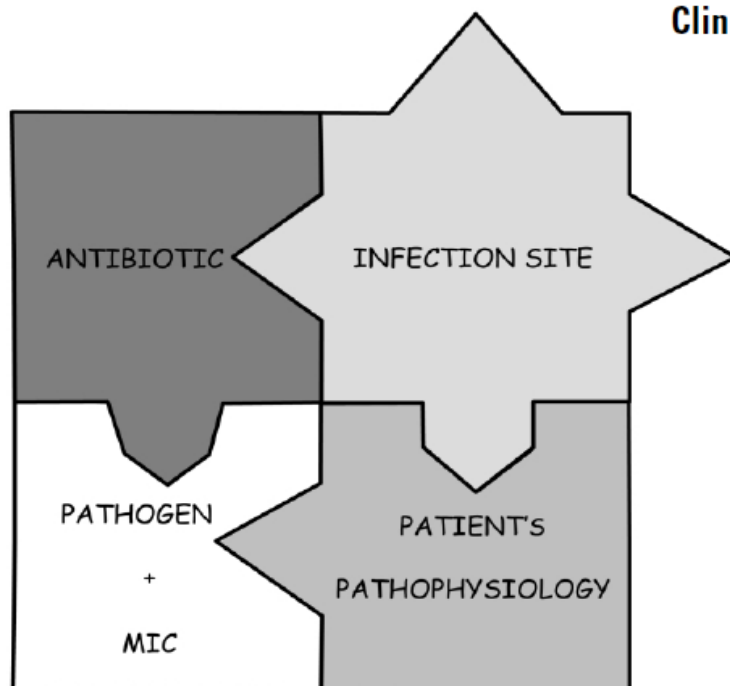 Clin
ANTIBIOTIC
INFECTION SITE
PATHOGEN
+
MIC
PATIENT'S
PATHOPHYSIOLOGY